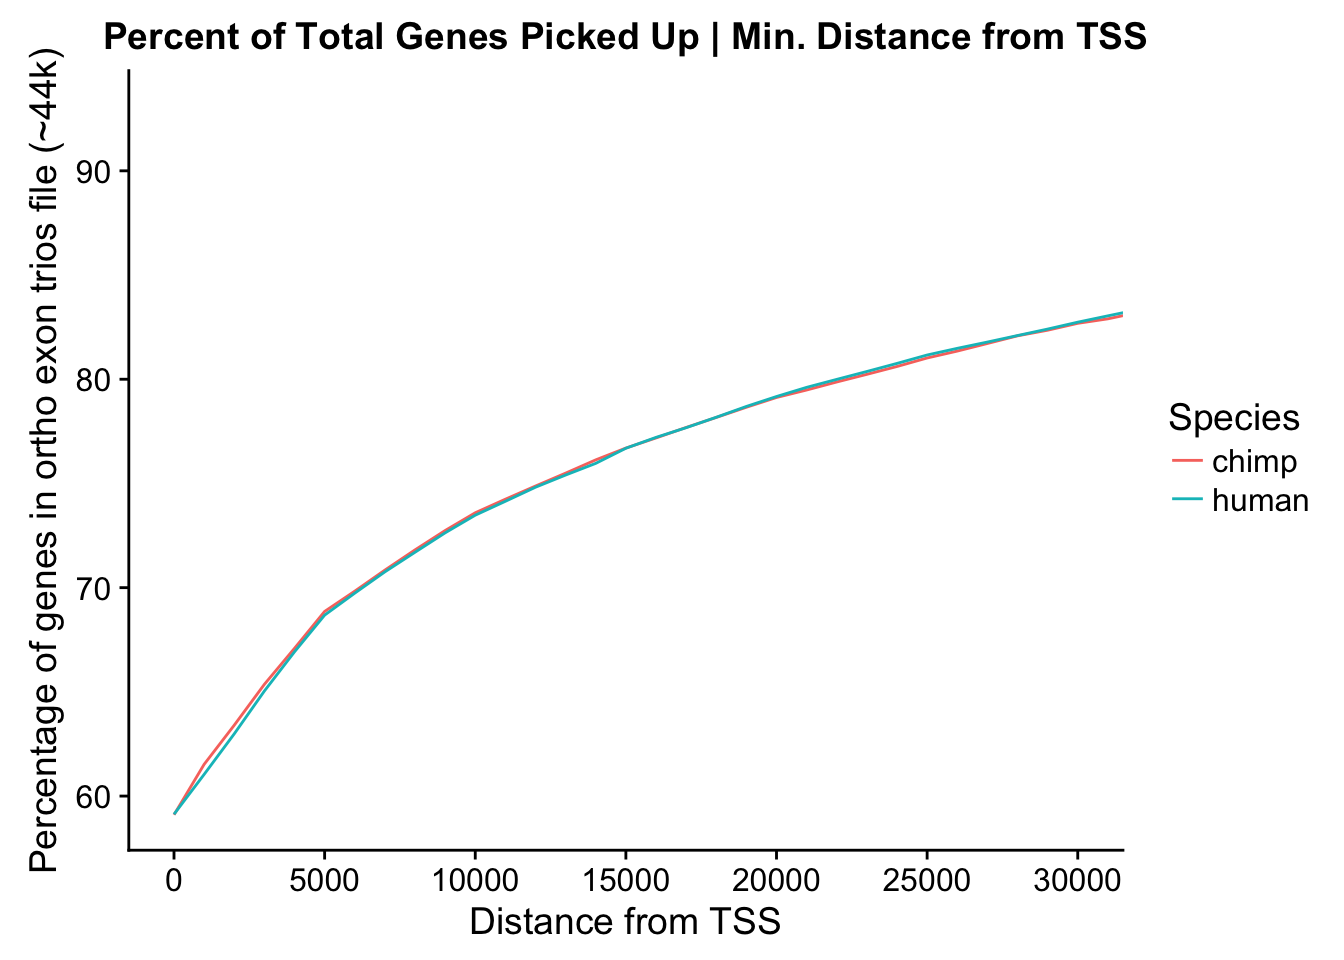 Percent of Total Genes Picked Up | Min. Distance from TSS
Percentage of genes in ortho exon trios file (~44k)
90
80
70
60
0 5000 10000 15000 20000 25000 30000
Distance from TSS
Species
chimp
human